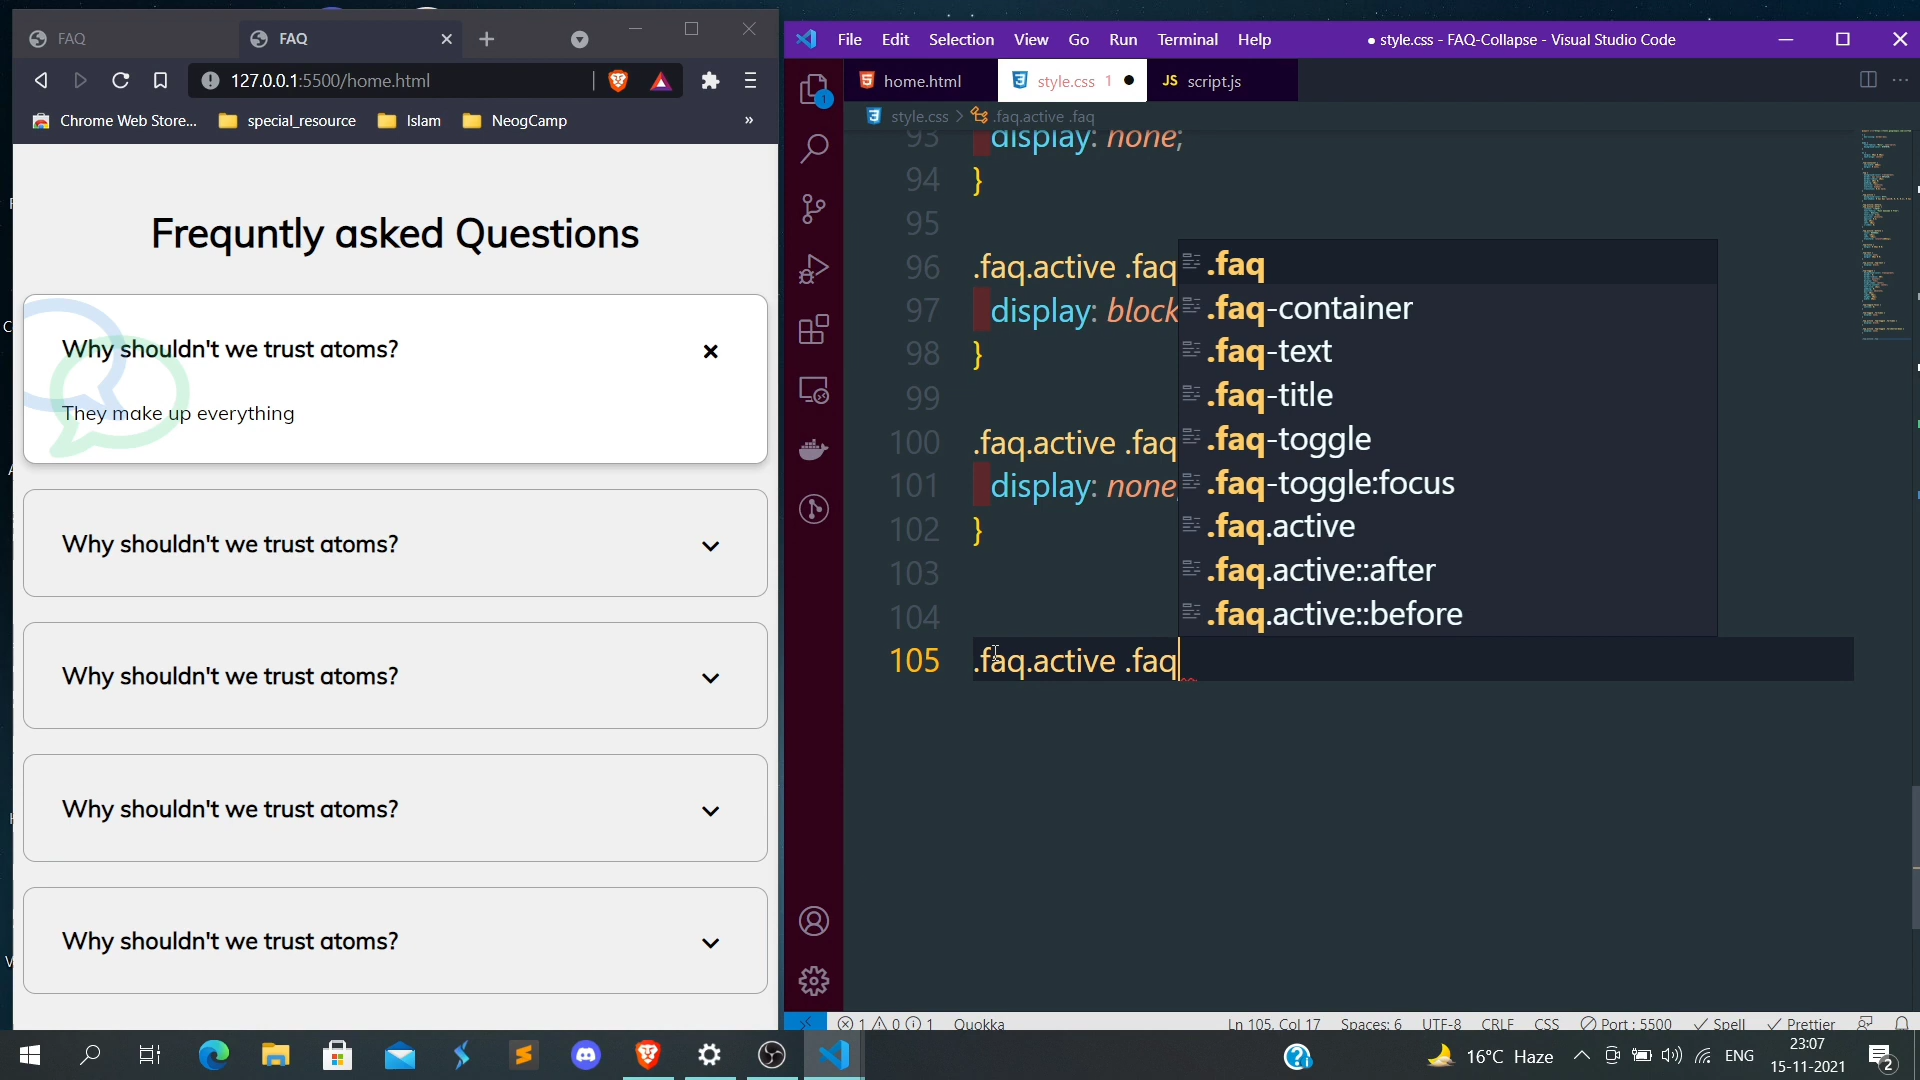 FAQ
FAQ
127.0.0.1:5500/home.html
Chrome Web Store...
special_resource
Islam
NeogCamp
»
Frequntly asked Questions
Why shouldn't we trust atoms?
They make up everything
Why shouldn't we trust atoms?
Why shouldn't we trust atoms?
Why shouldn't we trust atoms?
Why shouldn't we trust atoms?
File Edit Selection View Go Run Terminal Help
● style.css - FAQ-Collapse - Visual Studio Code
home.html
style.css 1
JS script.js
style.css > .faq.active .faq
93 display: none;
94 }
95
96 .faq.active .faq
97 display: block
98 }
99
100 .faq.active .faq
101 display: none;
102 }
103
104
105 .faq.active .faq
.faq
.faq-container
.faq-text
.faq-title
.faq-toggle
.faq-toggle:focus
.faq.active
.faq.active::after
.faq.active::before
1
1 0 1 Quokka
Ln 105, Col 17 Spaces: 6 UTF-8 CRLF CSS Port : 5500 Spell Prettier
16°C Haze
ENG
23:07
15-11-2021
2